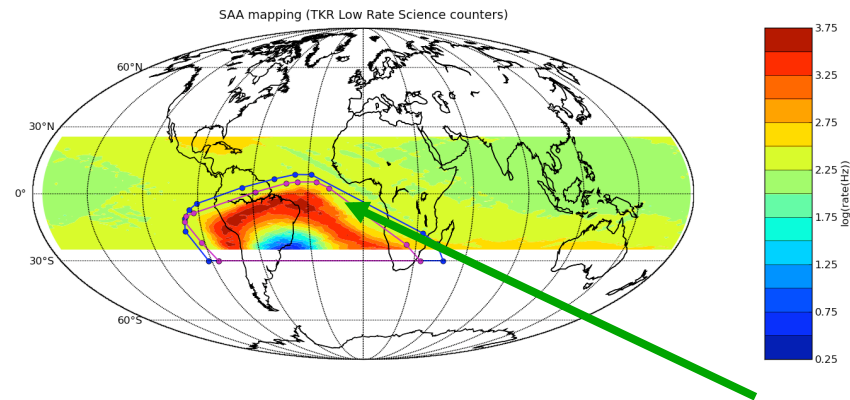 SAA mapping (TKR Low Rate Science counters)
60°N
30°N
0°
30°S
60°S
3.75
3.25
2.75
2.25
1.75
1.25
0.75
0.25
log(rate(Hz))